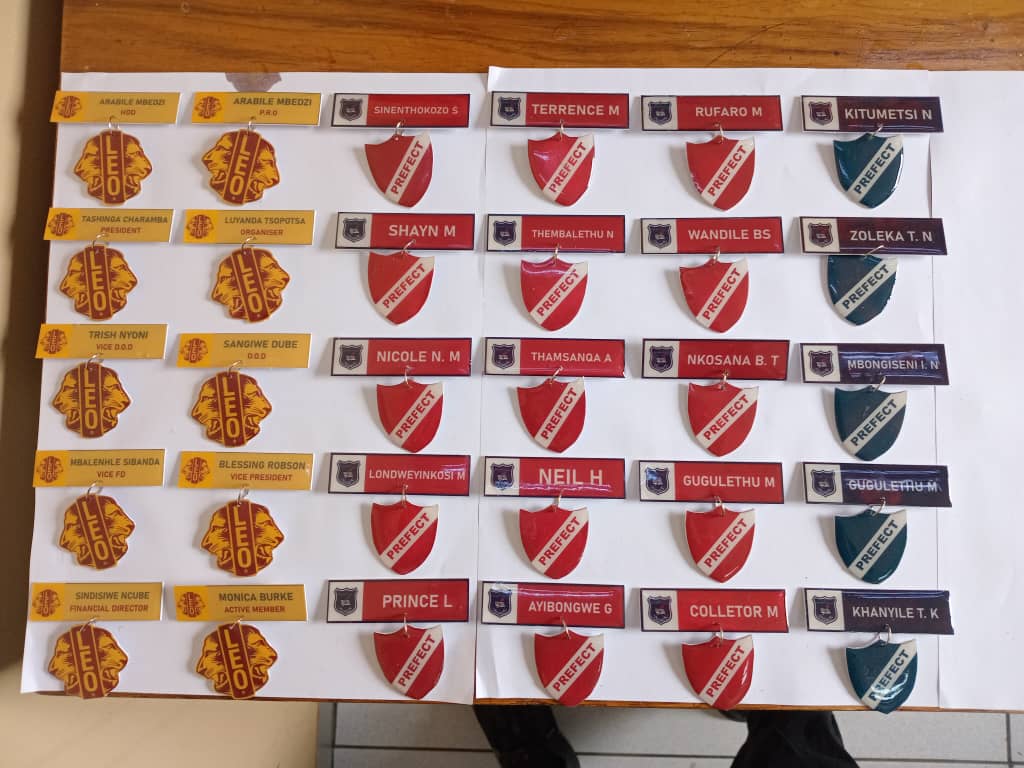 ARABILE MBEDZI
HDD
LEO
ARABILE MBEDZI
P.R.O
LEO
SINENTHOKOZO S
PREFECT
TERRENCE M
PREFECT
RUFARO M
PREFECT
KITUMETSI N
PREFECT
TASHINGA CHARAMBA
PRESIDENT
LEO
LUYANDA TSOPOTSA
ORGANISER
LEO
SHAYN M
PREFECT
THEMBALETHU N
PREFECT
WANDILE BS
PREFECT
ZOLEKA T. N
PREFECT
TRISH NYONI
VICE D.O.D
LEO
SANGIWE DUBE
D.O.D
LEO
NICOLE N. M
PREFECT
THAMSANQA A
PREFECT
NKOSANA B. T
PREFECT
MBONGISENI I. N
PREFECT
MBALENHLE SIBANDA
VICE FD
LEO
BLESSING ROBSON
VICE PRESIDENT
LEO
LONDWEYINKOSI M
PREFECT
NEIL H
PREFECT
GUGULETHU M
PREFECT
GUGULETHU M
PREFECT
SINDISIWE NCUBE
FINANCIAL DIRECTOR
LEO
MONICA BURKE
ACTIVE MEMBER
LEO
PRINCE L
PREFECT
AYIBONGWE G
PREFECT
COLLETOR M
PREFECT
KHANYILE T. K
PREFECT